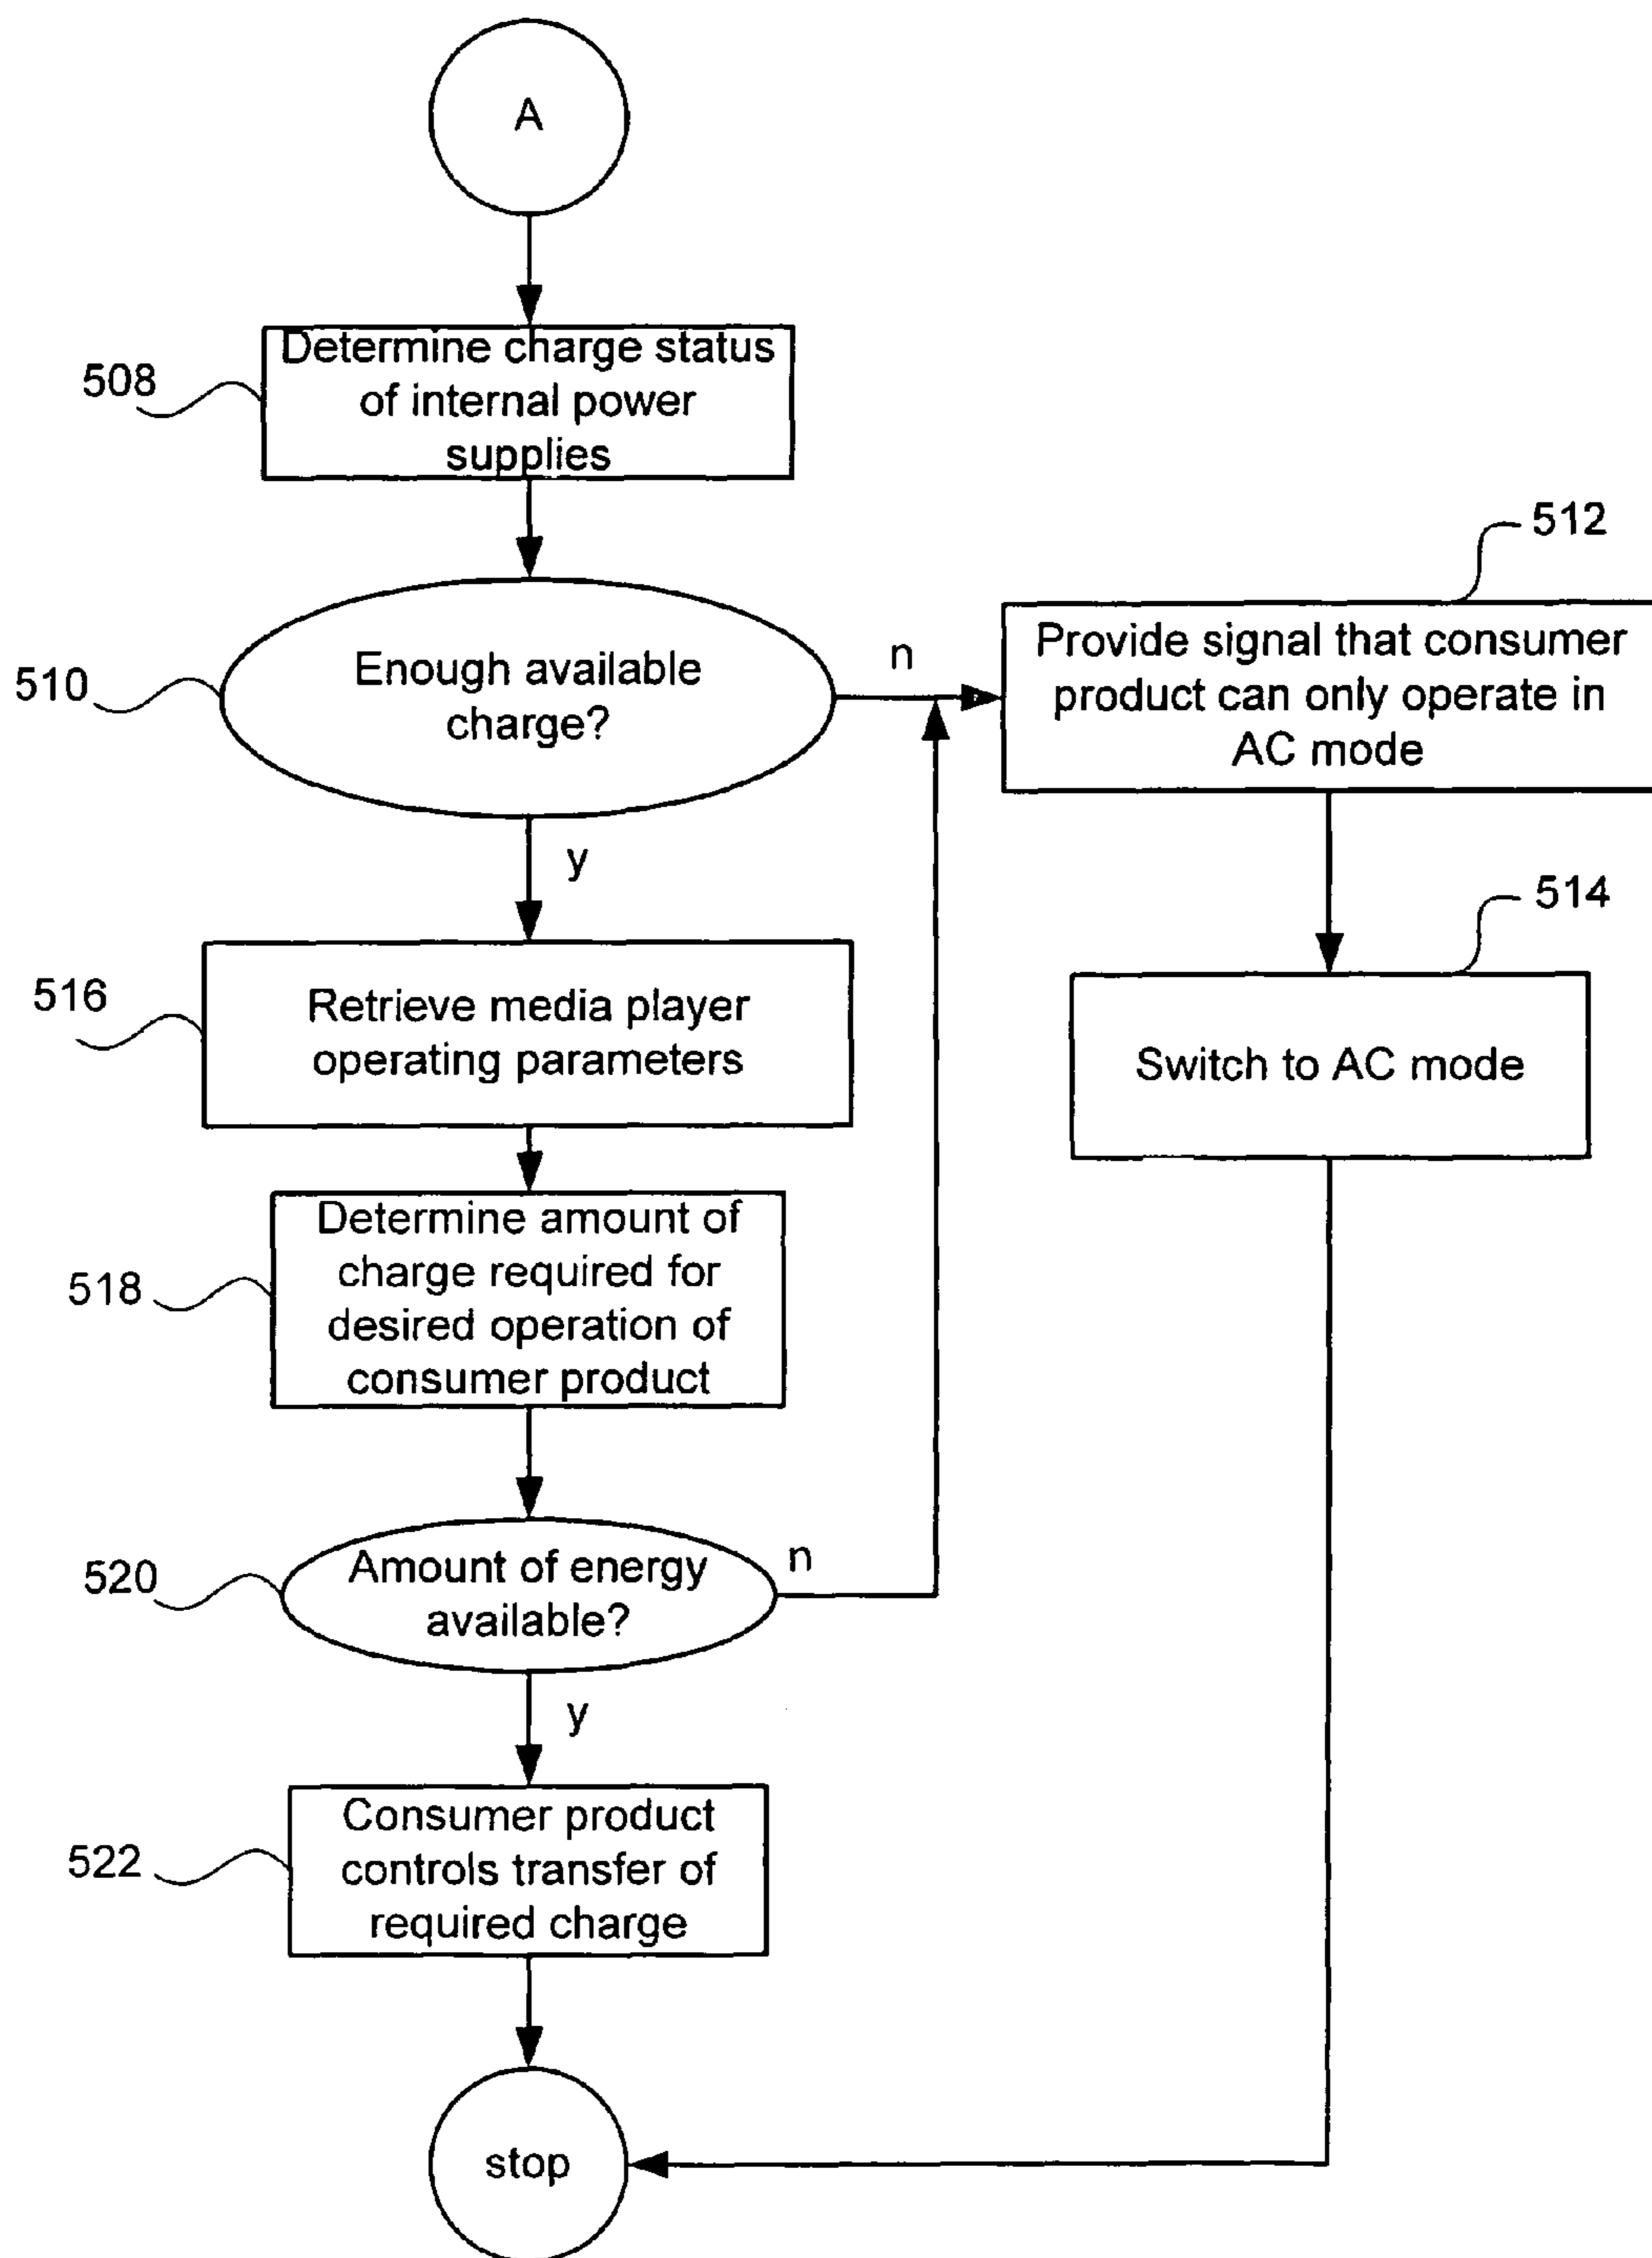 A
508
Determine charge status
of internal power
supplies
510
Enough available
charge?
n
y
512
Provide signal that consumer
product can only operate in
AC mode
514
Switch to AC mode
516
Retrieve media player
operating parameters
518
Determine amount of
charge required for
desired operation of
consumer product
520
Amount of energy
available?
n
y
522
Consumer product
controls transfer of
required charge
stop